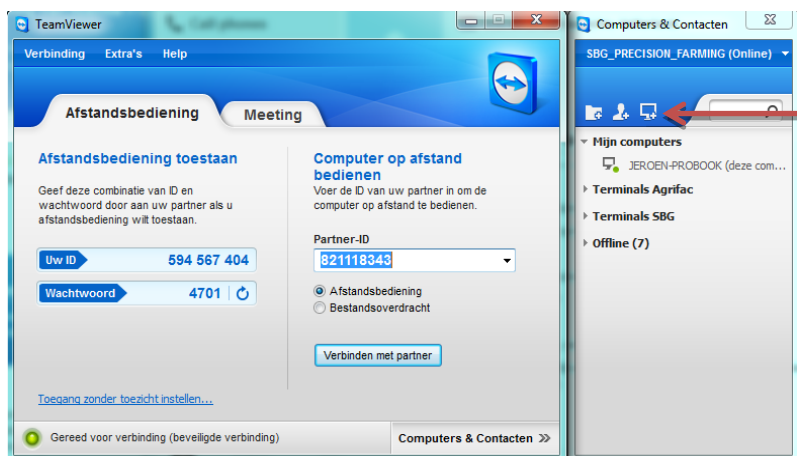 TeamViewer
Call phones
Verbinding Extra's Help
Afstandsbediening Meeting
Afstandsbediening toestaan
Geef deze combinatie van ID en
wachtwoord door aan uw partner als u
afstandsbediening wilt toestaan.
Uw ID 594 567 404
Wachtwoord 4701
Toegang zonder toezicht instellen...
Computer op afstand
bedienen
Voer de ID van uw partner in om de
computer op afstand te bedienen.
Partner-ID
821118343
Afstandsbediening
Bestandsoverdracht
Verbinden met partner
Gereed voor verbinding (beveiligde verbinding)
Computers & Contacten >>
Computers & Contacten
SBG_PRECISION_FARMING (Online)
Mijn computers
JEROEN-PROBOOK (deze com...
Terminals Agrifac
Terminals SBG
Offline (7)